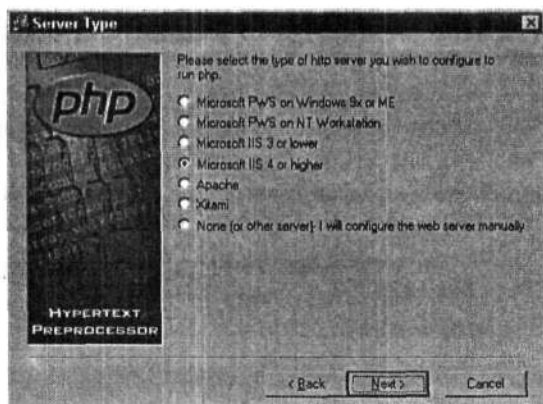 Server Type
Please select the type of http server you wish to configure to
run php.
Microsoft PWS on Windows 9x or ME
Microsoft PWS on NT Workstation
Microsoft IIS 3 or lower
Microsoft IIS 4 or higher
Apache
Xitami
None (or other server)- I will configure the web server manually
php
HYPERTEXT
PREPROCESSOR
< Back
Next >
Cancel